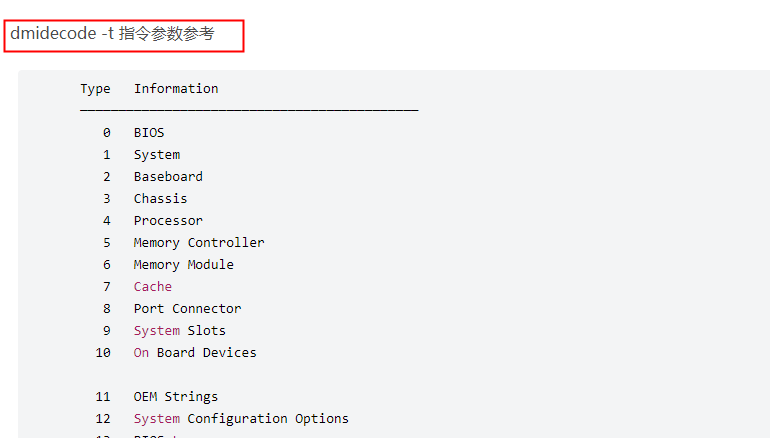 dmidecode -t 指令参数参考
Type Information
0 BIOS
1 System
2 Baseboard
3 Chassis
4 Processor
5 Memory Controller
6 Memory Module
7 Cache
8 Port Connector
9 System Slots
10 On Board Devices
11 OEM Strings
12 System Configuration Options
13 BIOS